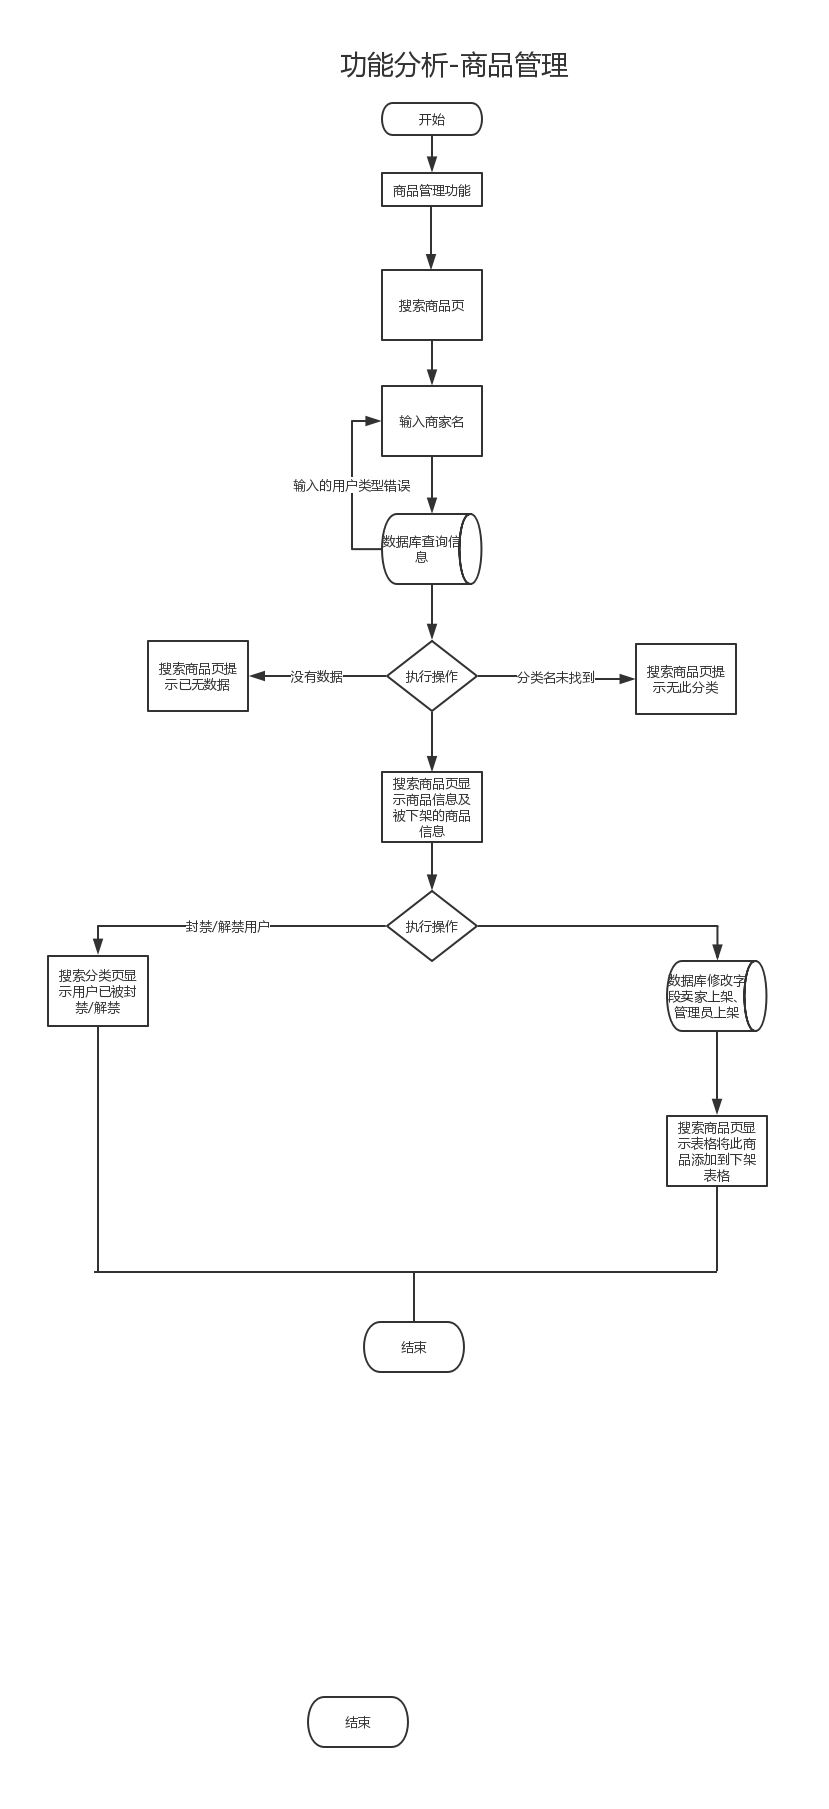 功能分析-商品管理
开始
商品管理功能
搜索商品页
输入商家名
输入的用户类型错误
数据库查询信
息
搜索商品页提
示已无数据
没有数据
执行操作
分类名未找到
搜索商品页提
示无此分类
搜索商品页显
示商品信息及
被下架的商品
信息
封禁/解禁用户
执行操作
搜索分类页显
示用户已被封
禁/解禁
数据库修改字
段卖家上架、
管理员上架
搜索商品页显
示表格将此商
品添加到下架
表格
结束
结束